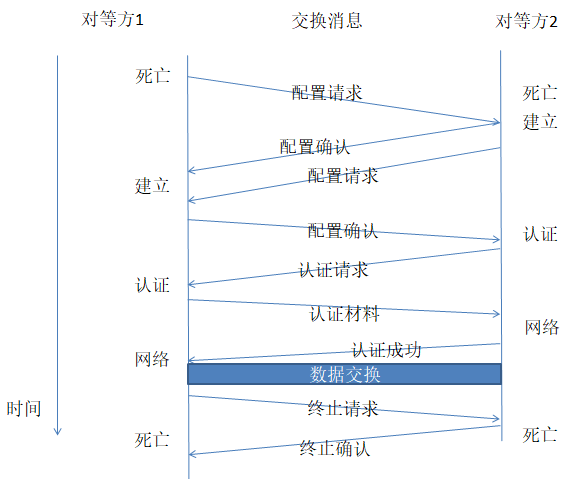 对等方1 交换消息 对等方2
死亡
配置请求
死亡
建立
配置确认
配置请求
建立
配置确认
认证
认证请求
认证
认证材料
网络
认证成功
网络
数据交换
时间
终止请求
死亡
死亡
终止确认